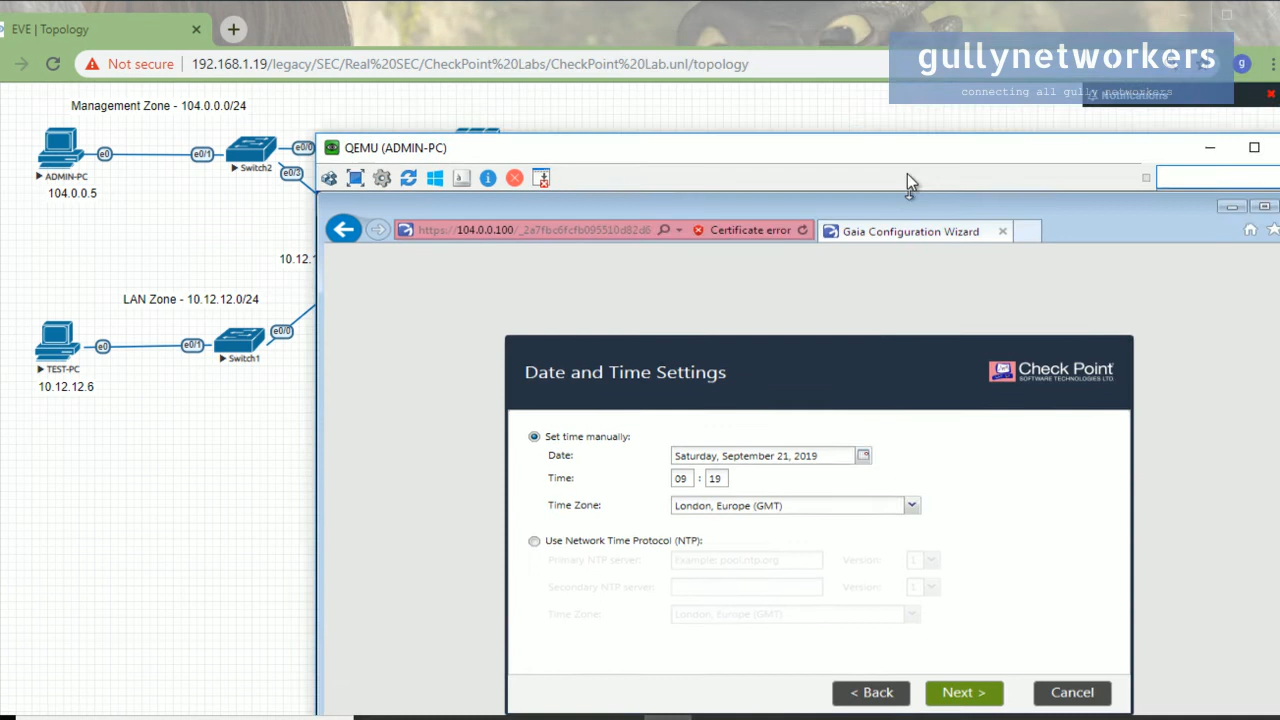 EVE | Topology
gullynetworkers
connecting all gully networkers
Not secure
192.168.1.19/legacy/SEC/Real%20SEC/CheckPoint%20Labs/CheckPoint%20Lab.unl/topology
g
Notifications
Management Zone - 104.0.0.0/24
e0
e0/1
e0/0
e0/3
Switch2
ADMIN-PC
104.0.0.5
QEMU (ADMIN-PC)
https://104.0.0.100/_2a7fbc6fcfb095510d82d6
Certificate error
Gaia Configuration Wizard
10.12.1
LAN Zone - 10.12.12.0/24
e0
e0/1
e0/0
Switch1
TEST-PC
10.12.12.6
Date and Time Settings
Check Point
SOFTWARE TECHNOLOGIES LTD.
Set time manually:
Date:
Saturday, September 21, 2019
Time:
09 : 19
Time Zone:
London, Europe (GMT)
Use Network Time Protocol (NTP):
Primary NTP server:
Example: pool.ntp.org
Version:
1
Secondary NTP server:
Version:
1
Time Zone:
London, Europe (GMT)
< Back
Next >
Cancel